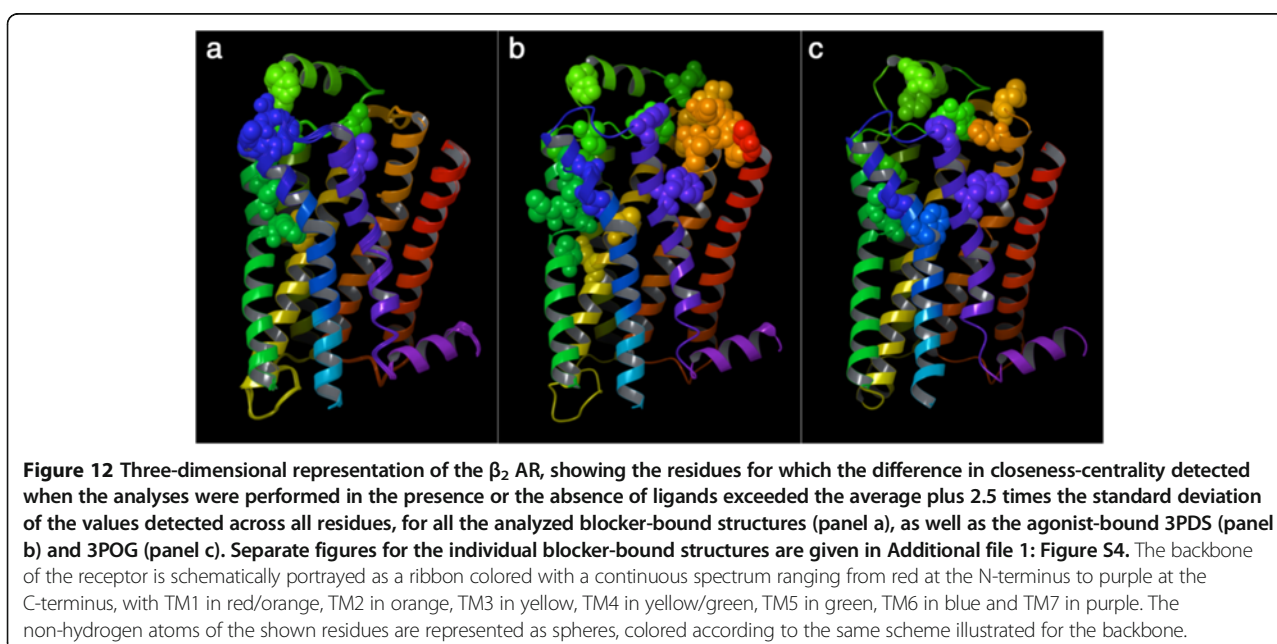 a b c
Figure 12 Three-dimensional representation of the β₂ AR, showing the residues for which the difference in closeness-centrality detected
when the analyses were performed in the presence or the absence of ligands exceeded the average plus 2.5 times the standard deviation
of the values detected across all residues, for all the analyzed blocker-bound structures (panel a), as well as the agonist-bound 3PDS (panel
b) and 3POG (panel c). Separate figures for the individual blocker-bound structures are given in Additional file 1: Figure S4. The backbone
of the receptor is schematically portrayed as a ribbon colored with a continuous spectrum ranging from red at the N-terminus to purple at the
C-terminus, with TM1 in red/orange, TM2 in orange, TM3 in yellow, TM4 in yellow/green, TM5 in green, TM6 in blue and TM7 in purple. The
non-hydrogen atoms of the shown residues are represented as spheres, colored according to the same scheme illustrated for the backbone.